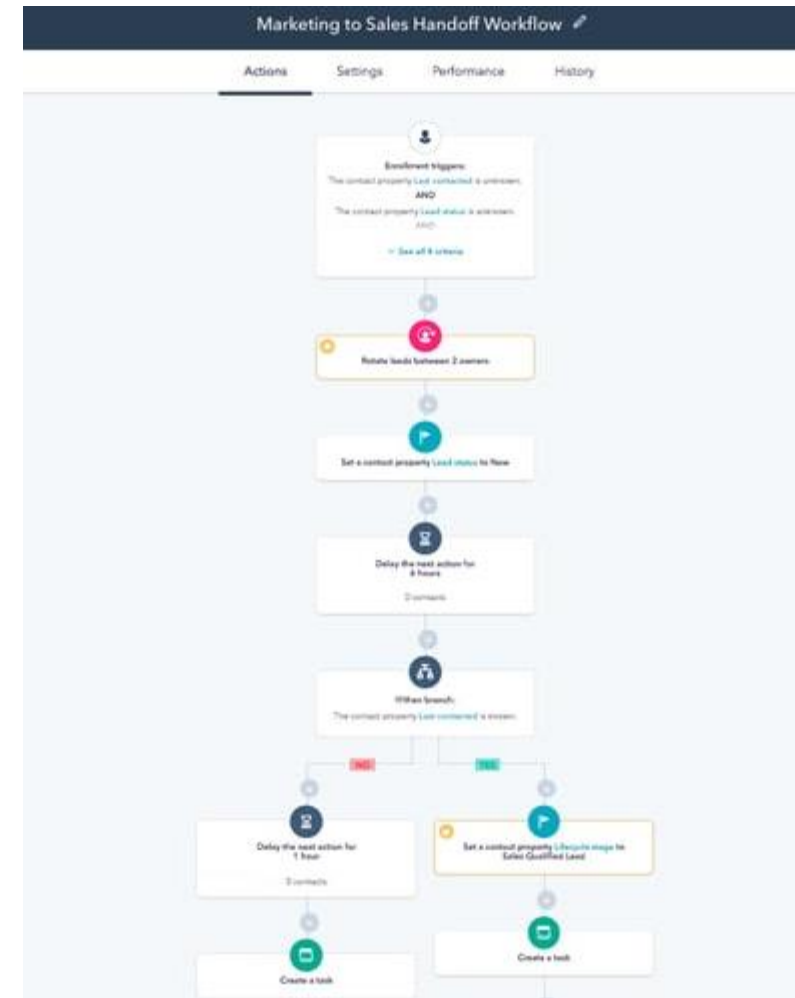 Marketing to Sales Handoff Workflow
Actions Settings Performance History
Enrollment triggers:
The contact property Last contacted is unknown.
AND
The contact property Lead status is unknown.
AND
See all 4 criteria
Rotate leads between 2 owners
Set a contact property Lead status to New
Delay the next action for
6 hours
contacts
If/then branch:
The contact property Last contacted is known.
NO YES
Delay the next action for
1 hour
contacts
Set a contact property Lifecycle stage to
Sales Qualified Lead
Create a task
Create a task